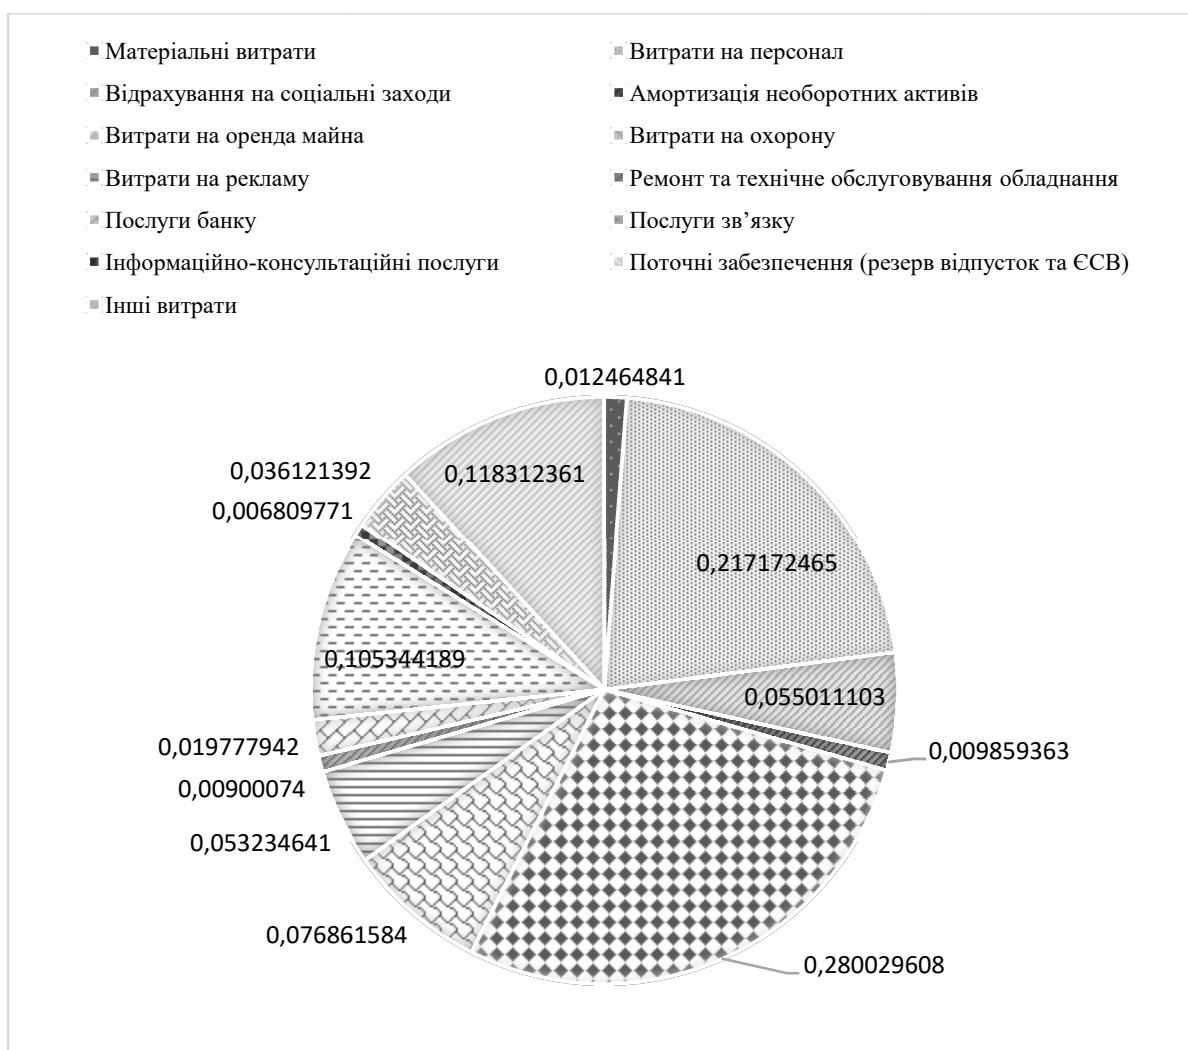 Матеріальні витрати
Витрати на персонал
Відрахування на соціальні заходи
Амортизація необоротних активів
Витрати на оренда майна
Витрати на охорону
Витрати на рекламу
Ремонт та технічне обслуговування обладнання
Послуги банку
Послуги зв’язку
Інформаційно-консультаційні послуги
Поточні забезпечення (резерв відпусток та ЄСВ)
Інші витрати
0,012464841
0,036121392
0,118312361
0,006809771
0,217172465
0,105344189
0,055011103
0,019777942
0,009859363
0,00900074
0,053234641
0,076861584
0,280029608